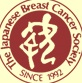 The Japanese Breast Cancer Society
SINCE 1992